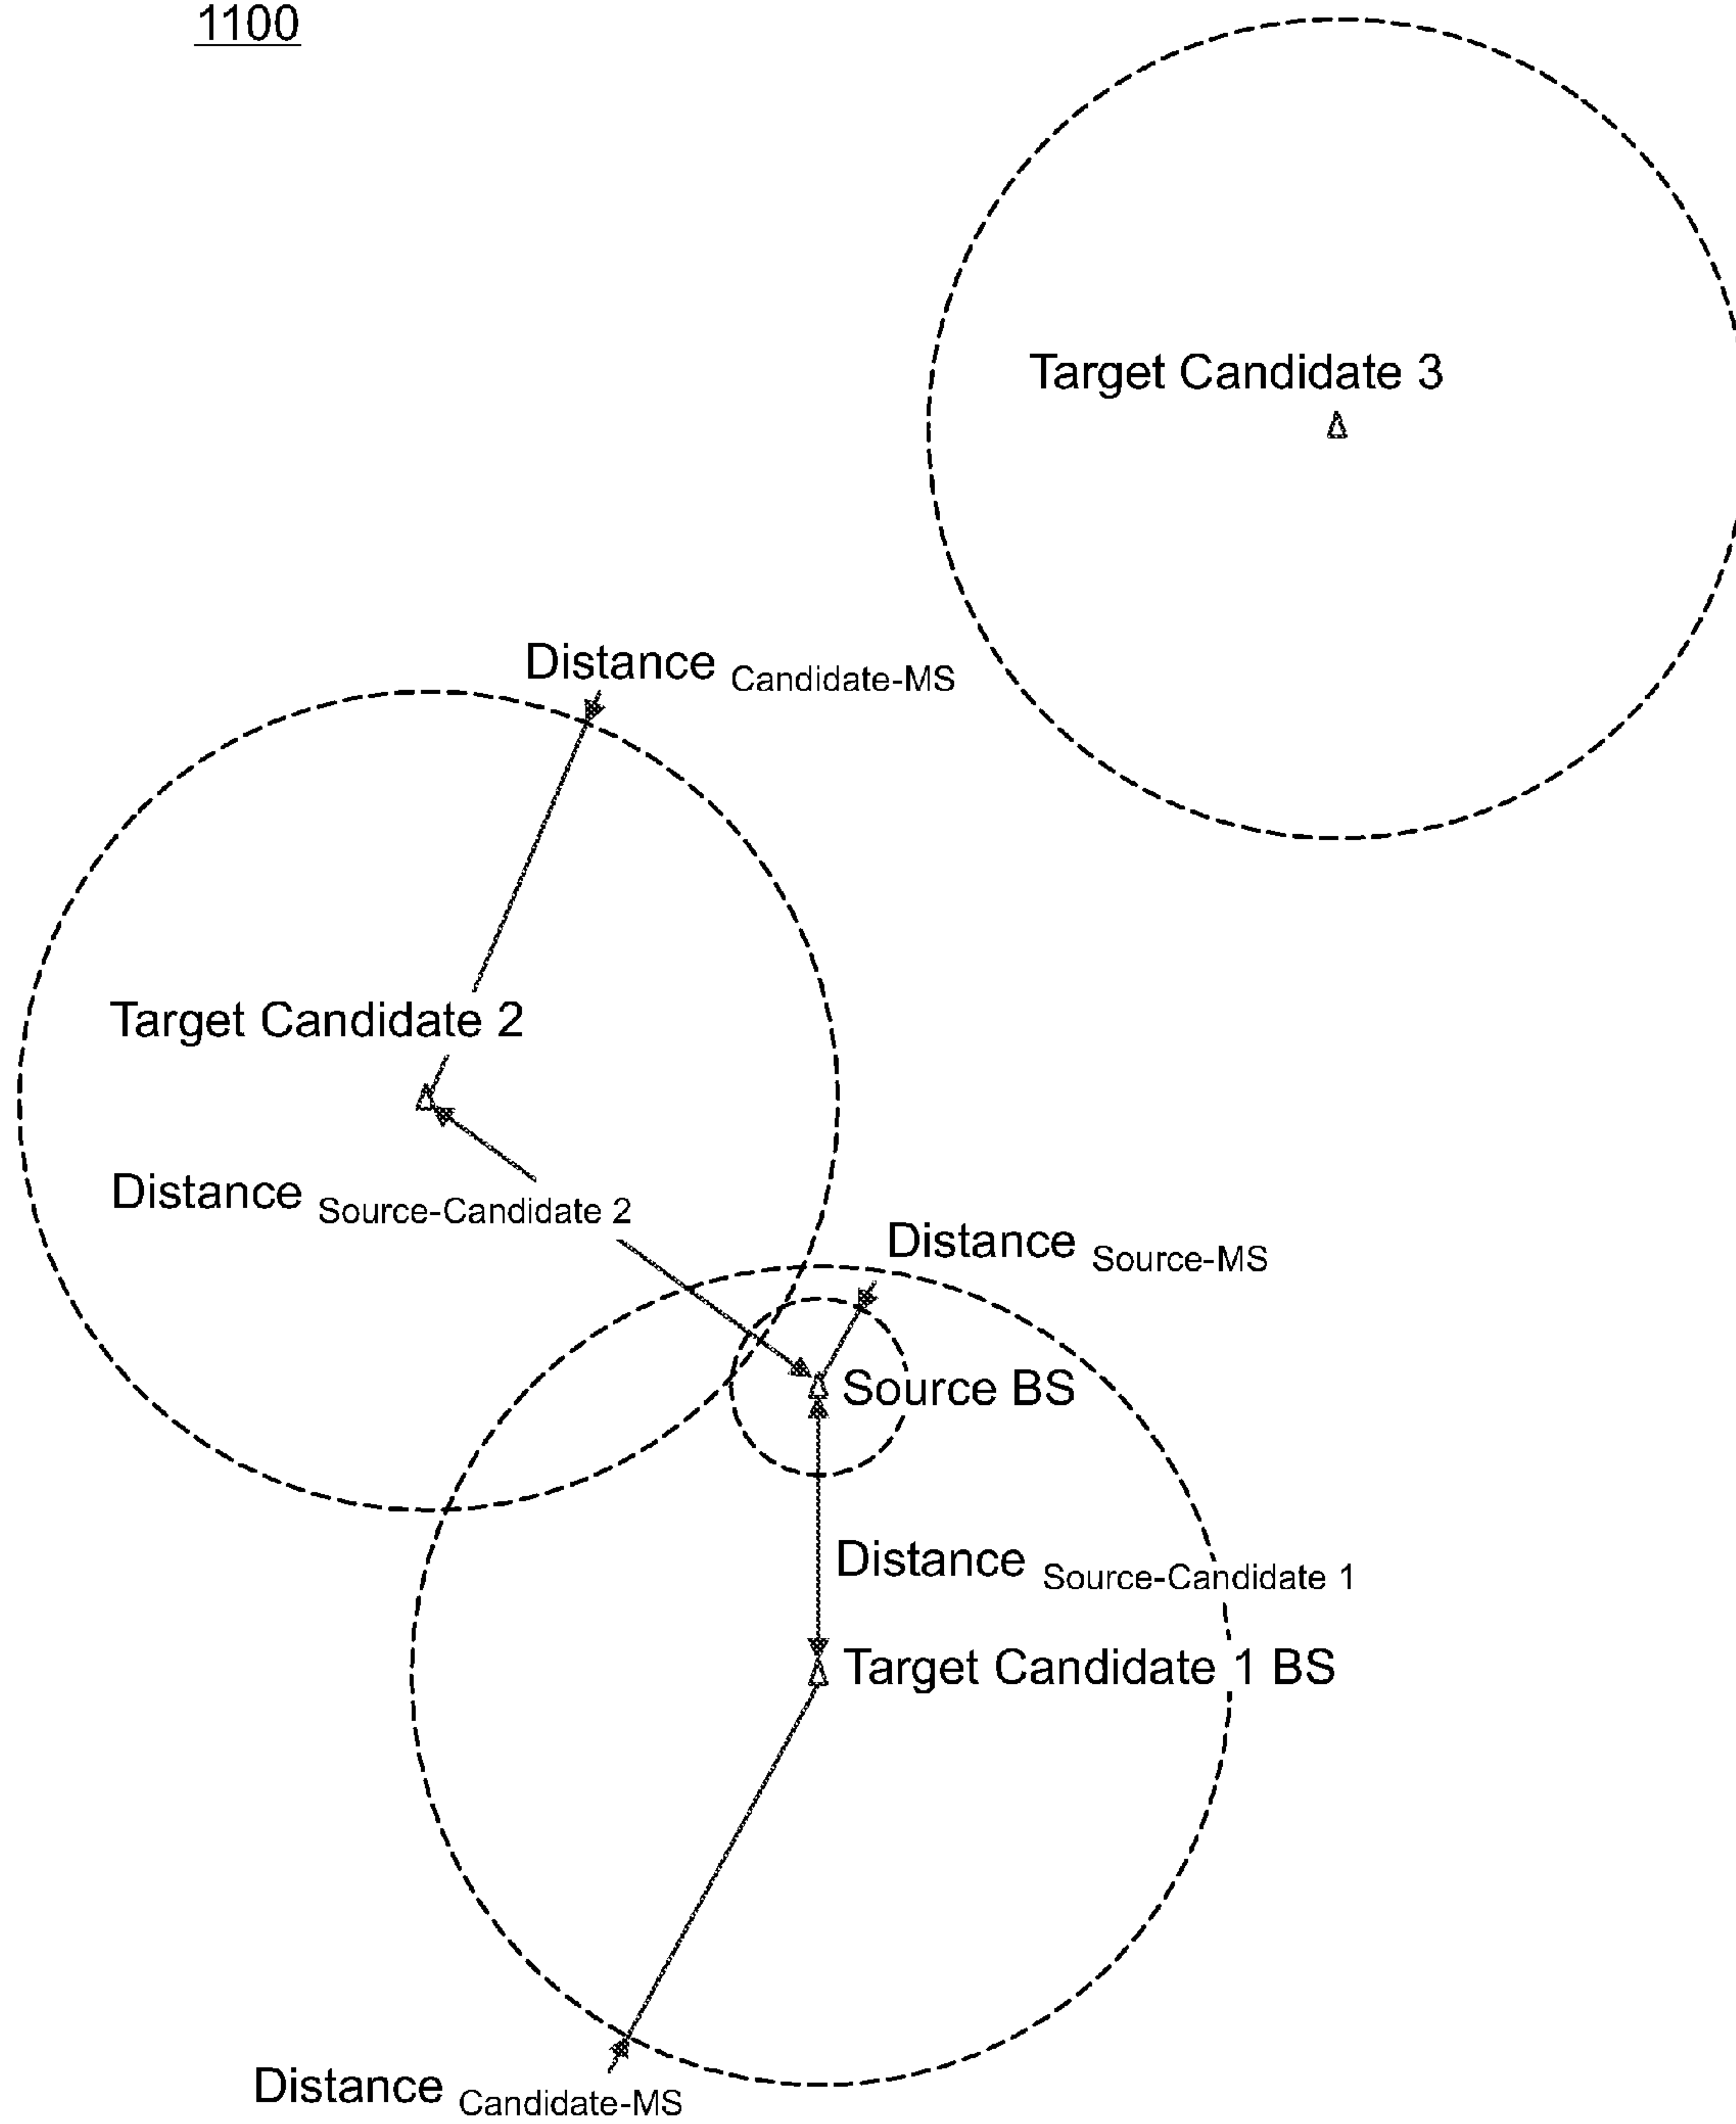 1100
Target Candidate 3
Distance Candidate-MS
Target Candidate 2
Distance Source-Candidate 2
Distance Source-MS
Source BS
Distance Source-Candidate 1
Target Candidate 1 BS
Distance Candidate-MS